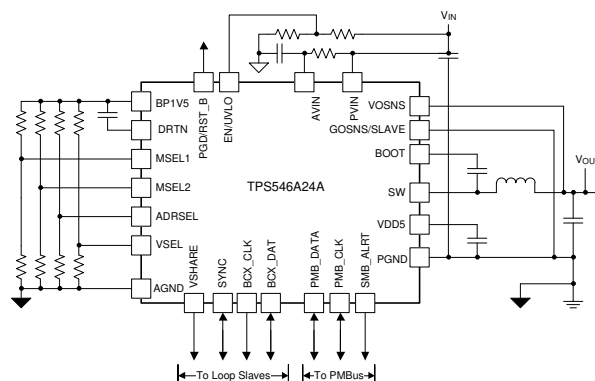 VIN
BP1V5
DRTN
MSEL1
MSEL2
ADRSEL
VSEL
AGND
PGD/RST_B
EN/UVLO
AVIN
PVIN
TPS546A24A
VOSNS
GOSNS/SLAVE
BOOT
SW
VDD5
PGND
VOUT
VSHARE
SYNC
BCX_CLK
BCX_DAT
PMB_DATA
PMB_CLK
SMB_ALRT
To Loop Slaves
To PMBus